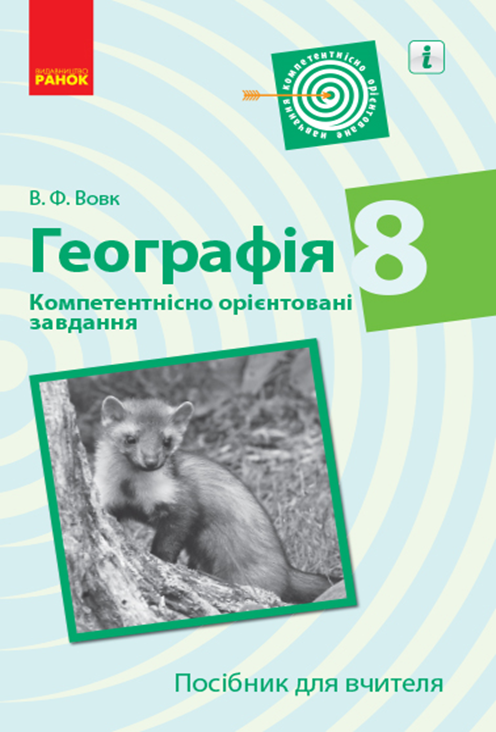 ВИДАВНИЦТВО
РАНОК
компетентнісно орієнтоване навчання
i
В. Ф. Вовк
Географія 8
Компетентнісно орієнтовані
завдання
Посібник для вчителя